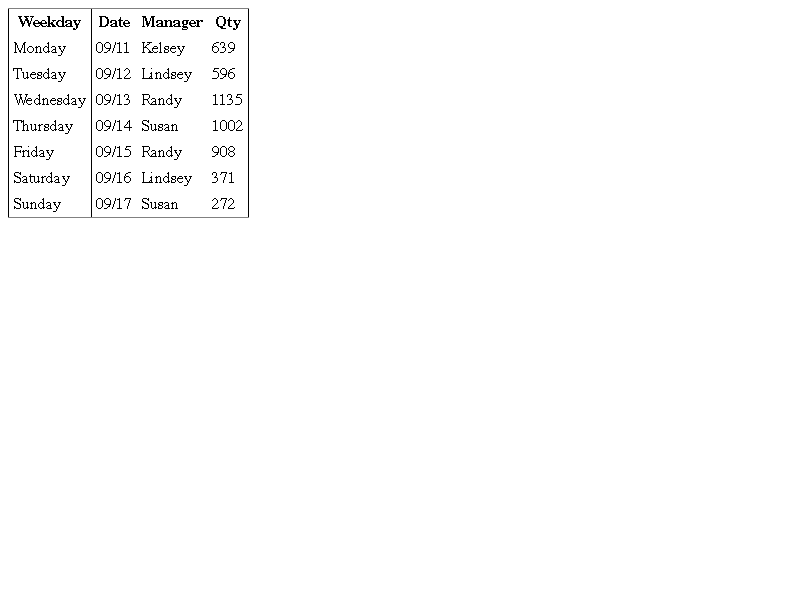 Weekday Date Manager Qty
Monday 09/11 Kelsey 639
Tuesday 09/12 Lindsey 596
Wednesday 09/13 Randy 1135
Thursday 09/14 Susan 1002
Friday 09/15 Randy 908
Saturday 09/16 Lindsey 371
Sunday 09/17 Susan 272